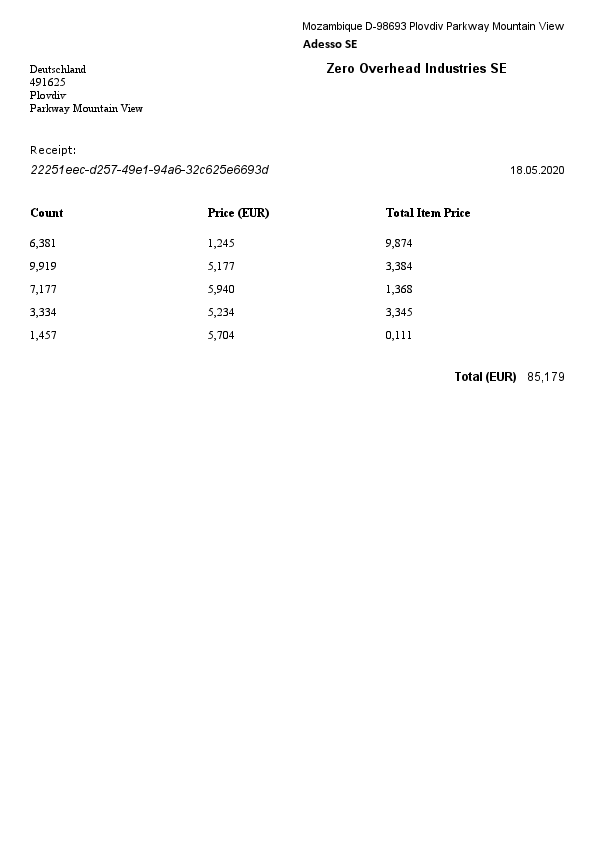 Mozambique D-98693 Plovdiv Parkway Mountain View
Adesso SE
Zero Overhead Industries SE
Deutschland
491625
Plovdiv
Parkway Mountain View
Receipt:
22251eec-d257-49e1-94a6-32c625e6693d 18.05.2020
Count Price (EUR) Total Item Price
6,381 1,245 9,874
9,919 5,177 3,384
7,177 5,940 1,368
3,334 5,234 3,345
1,457 5,704 0,111
Total (EUR) 85,179